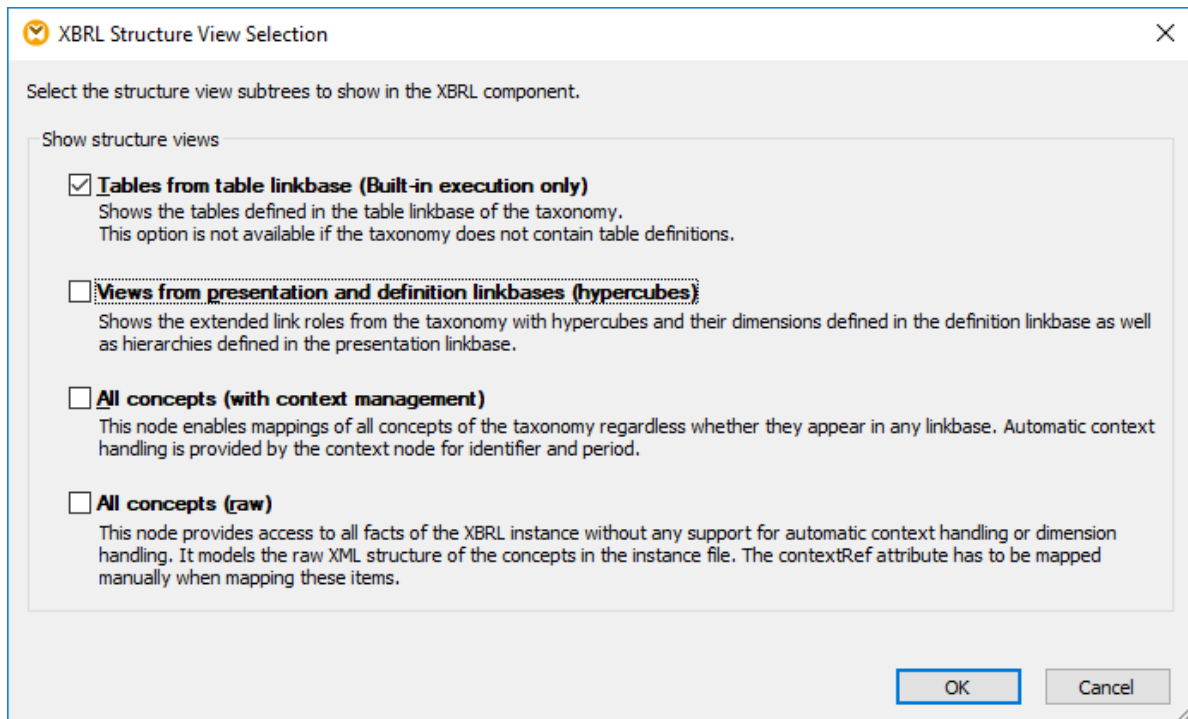 XBRL Structure View Selection
Select the structure view subtrees to show in the XBRL component.
Show structure views
Tables from table linkbase (Built-in execution only)
Shows the tables defined in the table linkbase of the taxonomy.
This option is not available if the taxonomy does not contain table definitions.
Views from presentation and definition linkbases (hypercubes)
Shows the extended link roles from the taxonomy with hypercubes and their dimensions defined in the definition linkbase as well
as hierarchies defined in the presentation linkbase.
All concepts (with context management)
This node enables mappings of all concepts of the taxonomy regardless whether they appear in any linkbase. Automatic context
handling is provided by the context node for identifier and period.
All concepts (raw)
This node provides access to all facts of the XBRL instance without any support for automatic context handling or dimension
handling. It models the raw XML structure of the concepts in the instance file. The contextRef attribute has to be mapped
manually when mapping these items.
OK
Cancel